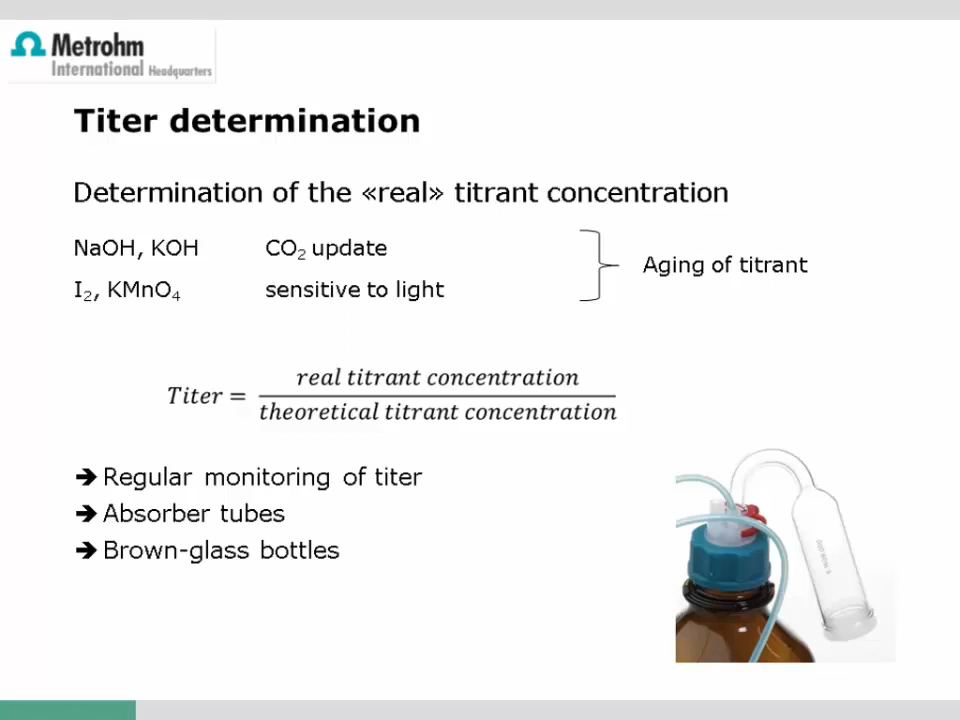 Metrohm
International Headquarters
Titer determination
Determination of the «real» titrant concentration
NaOH, KOH CO₂ update
I₂, KMnO₄ sensitive to light
Aging of titrant
Titer = real titrant concentration / theoretical titrant concentration
➔ Regular monitoring of titer
➔ Absorber tubes
➔ Brown-glass bottles